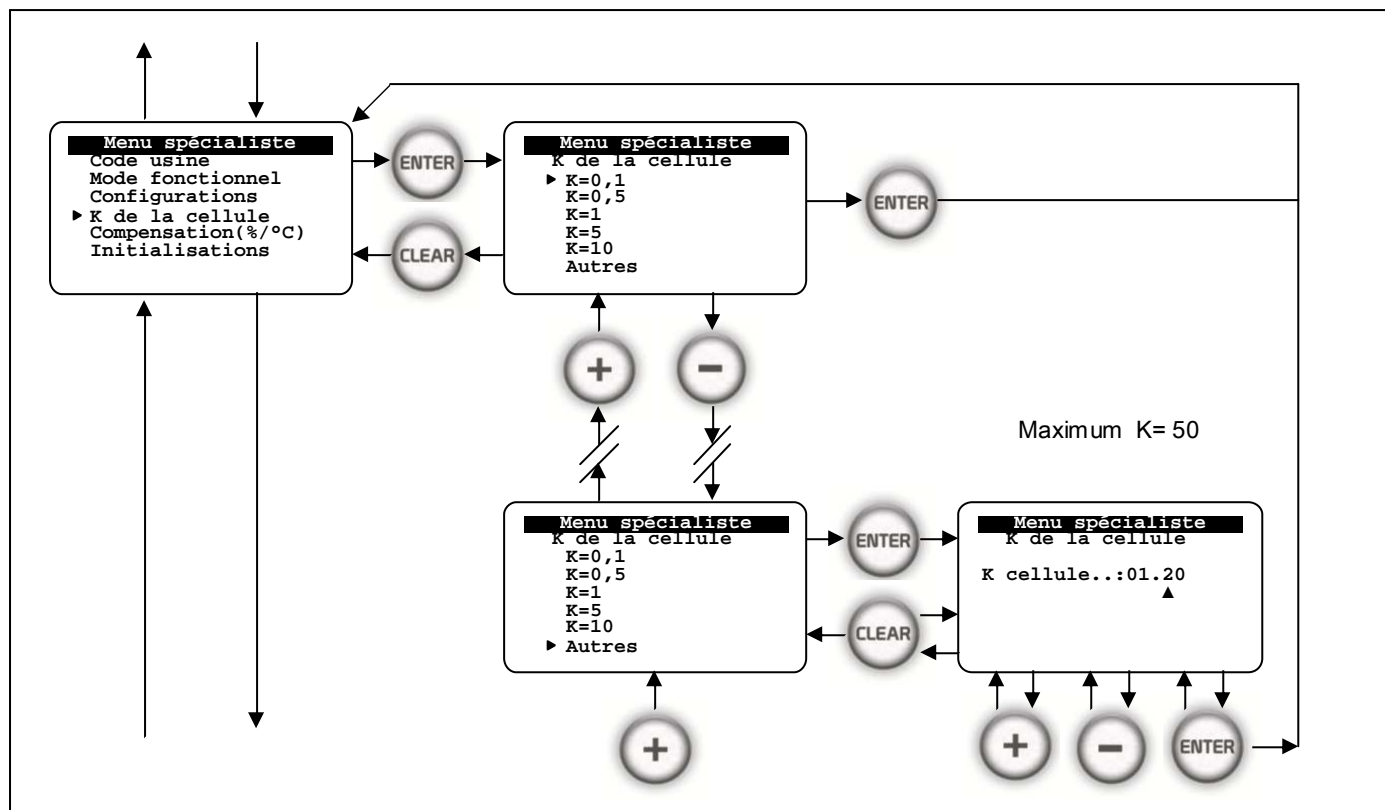 Menu spécialiste
Code usine
Mode fonctionnel
Configurations
K de la cellule
Compensation(%/°C)
Initialisations
ENTER
CLEAR
Menu spécialiste
K de la cellule
K=0,1
K=0,5
K=1
K=5
K=10
Autres
ENTER
+
−
Maximum K= 50
Menu spécialiste
K de la cellule
K=0,1
K=0,5
K=1
K=5
K=10
Autres
ENTER
CLEAR
Menu spécialiste
K de la cellule
K cellule..:01.20
+
+
−
ENTER